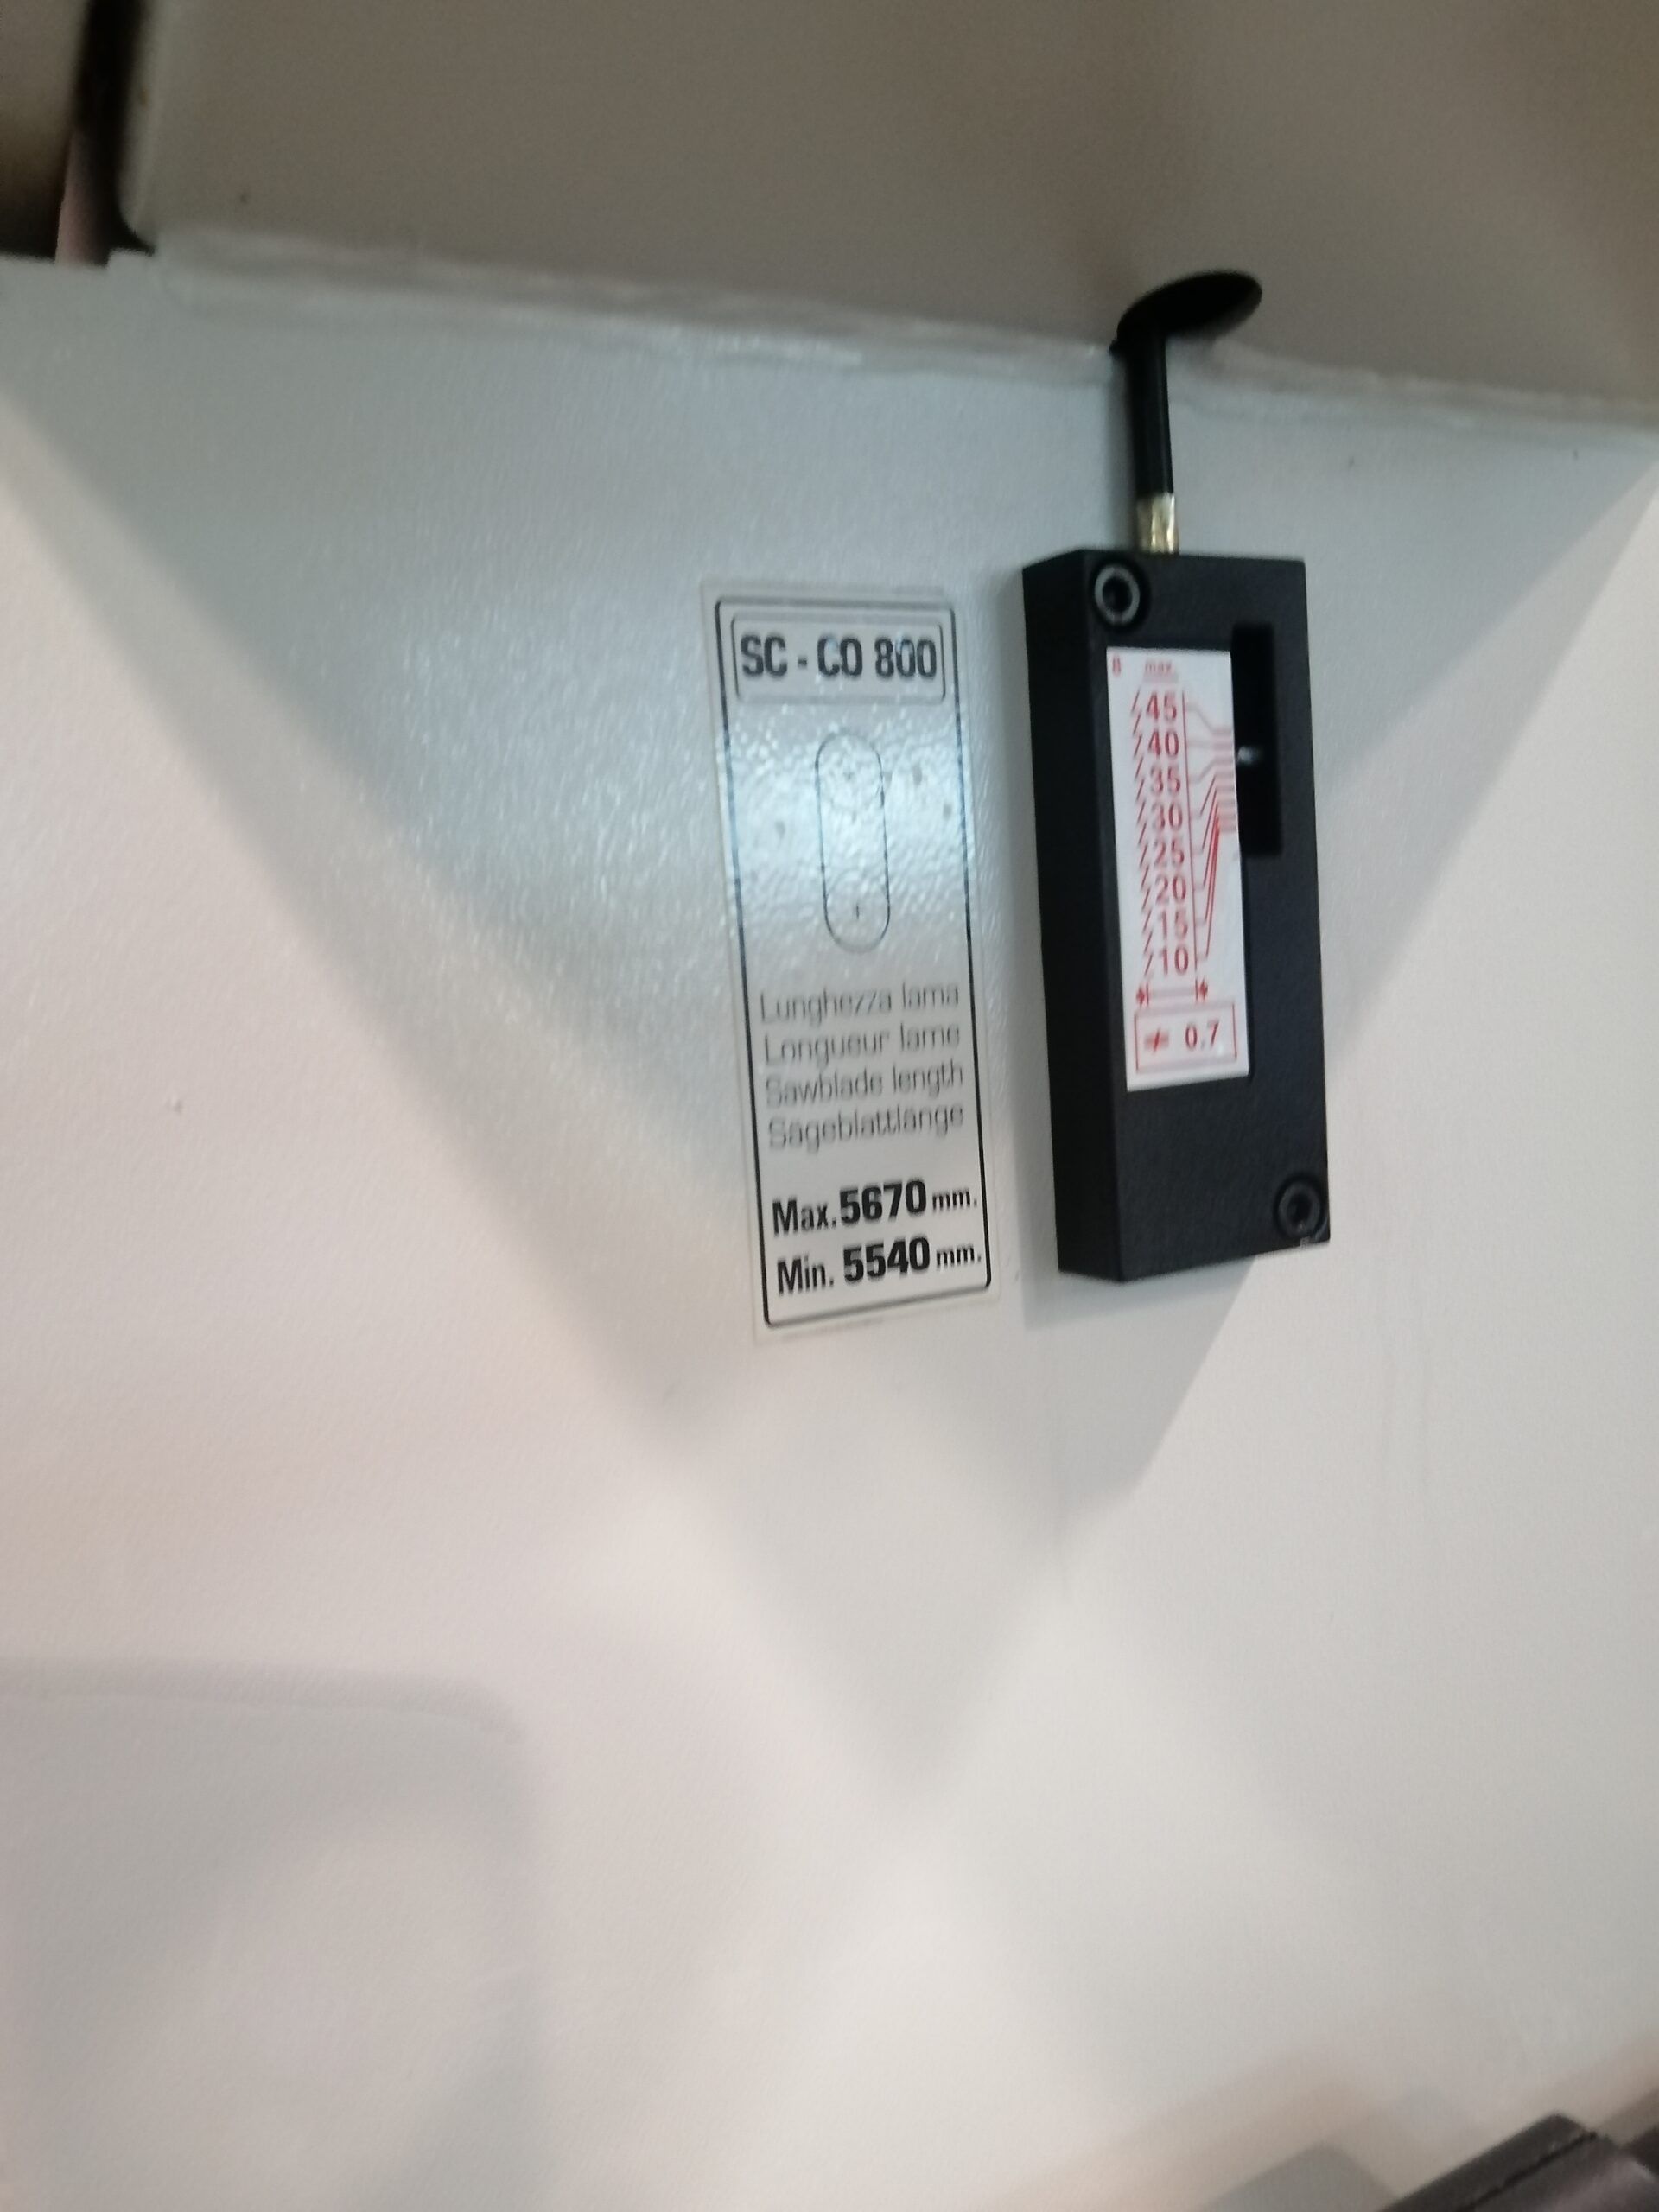 SC - CO 800
Lunghezza lama
Longueur lame
Sawblade length
Sägeblattlänge
Max. 5670 mm.
Min. 5540 mm.
max.
45
40
35
30
25
20
15
10
≠ 0.7